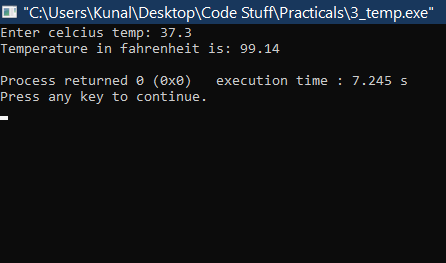 "C:\Users\Kunal\Desktop\Code Stuff\Practicals\3_temp.exe"
Enter celcius temp: 37.3
Temperature in fahrenheit is: 99.14
Process returned 0 (0x0)   execution time : 7.245 s
Press any key to continue.